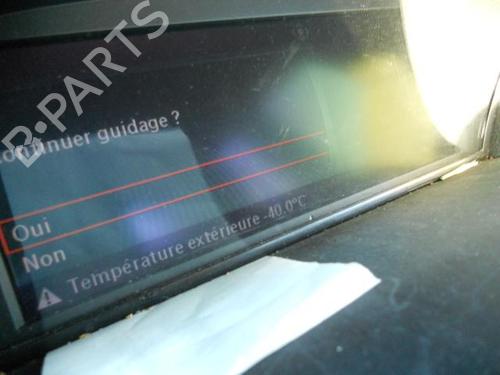 B-PARTS
Continuer guidage ?
Oui
Non
Température extérieure -40.0°C